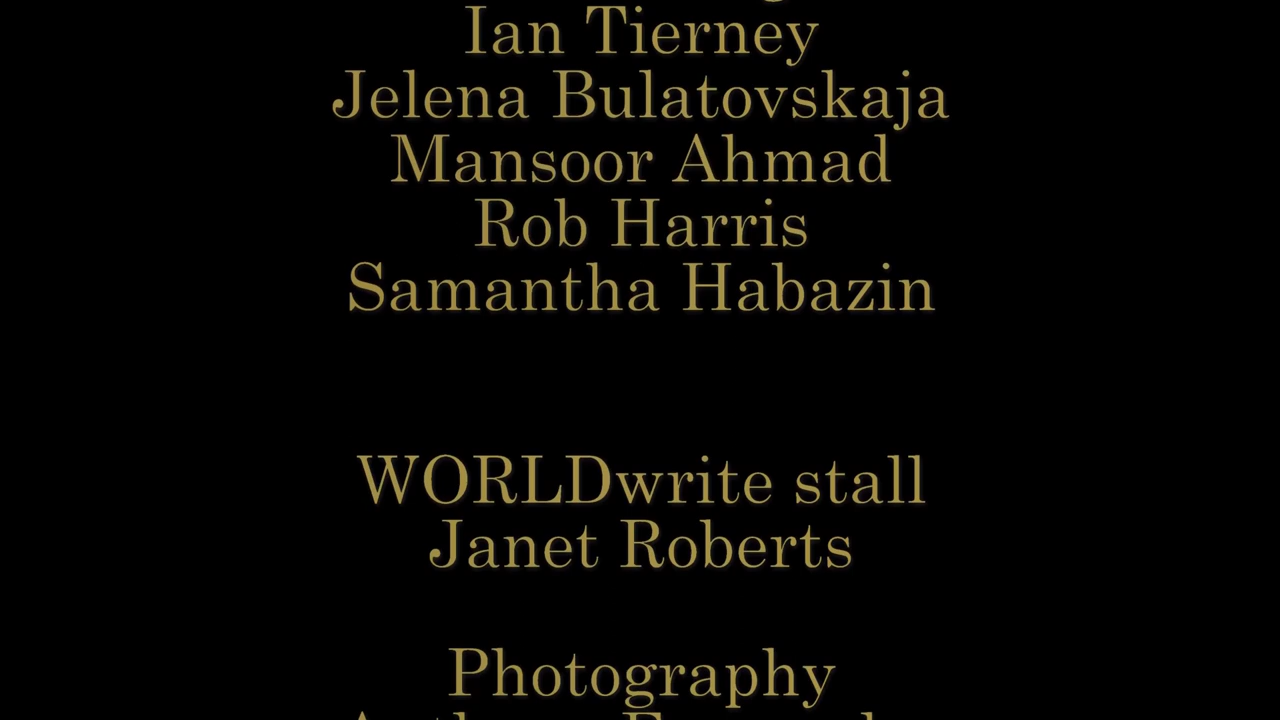 Ian Tierney
Jelena Bulatovskaja
Mansoor Ahmad
Rob Harris
Samantha Habazin
WORLDwrite stall
Janet Roberts
Photography